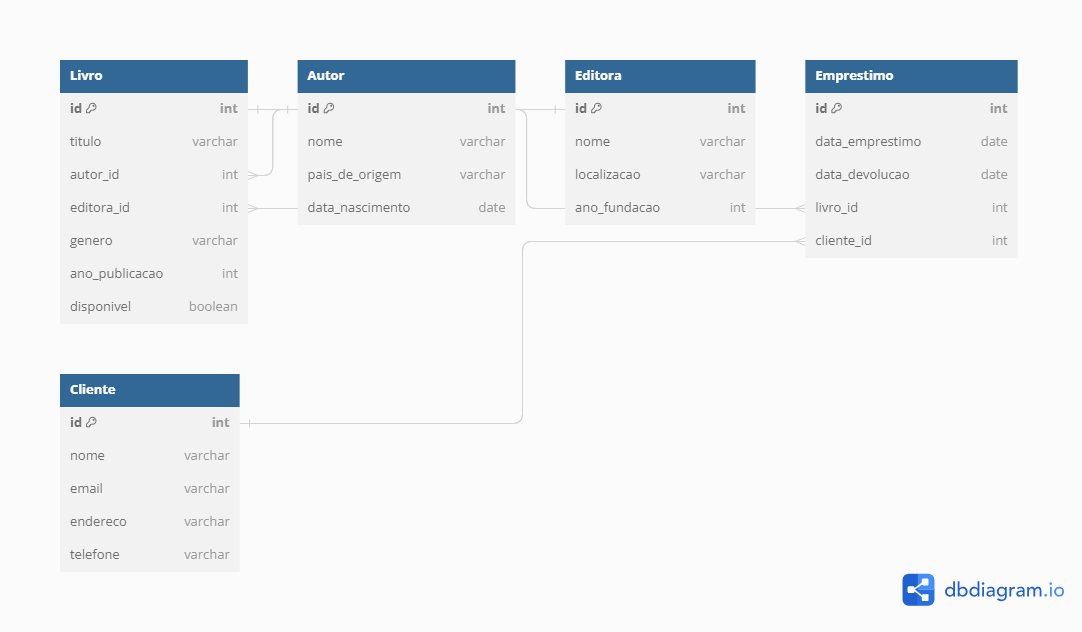 Livro
id int
titulo varchar
autor_id int
editora_id int
genero varchar
ano_publicacao int
disponivel boolean
Autor
id int
nome varchar
pais_de_origem varchar
data_nascimento date
Editora
id int
nome varchar
localizacao varchar
ano_fundacao int
Emprestimo
id int
data_emprestimo date
data_devolucao date
livro_id int
cliente_id int
Cliente
id int
nome varchar
email varchar
endereco varchar
telefone varchar
dbdiagram.io